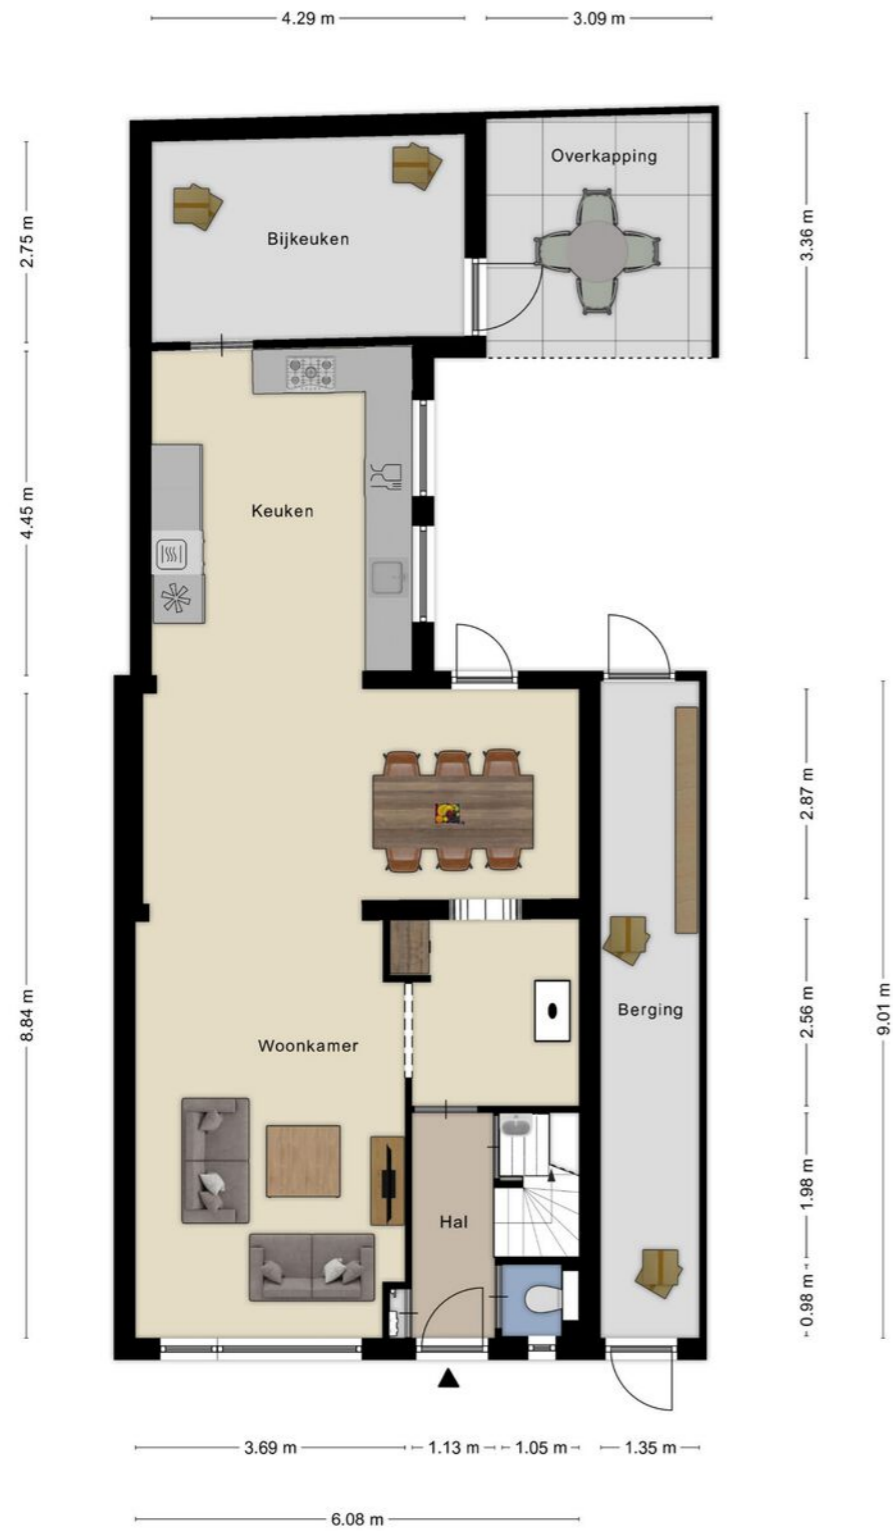 4.29 m
3.09 m
Overkapping
2.75 m
3.36 m
Bijkeuken
4.45 m
Keuken
2.87 m
8.84 m
2.56 m
9.01 m
Berging
Woonkamer
1.98 m
Hal
0.98 m
3.69 m
1.13 m
1.05 m
1.35 m
6.08 m